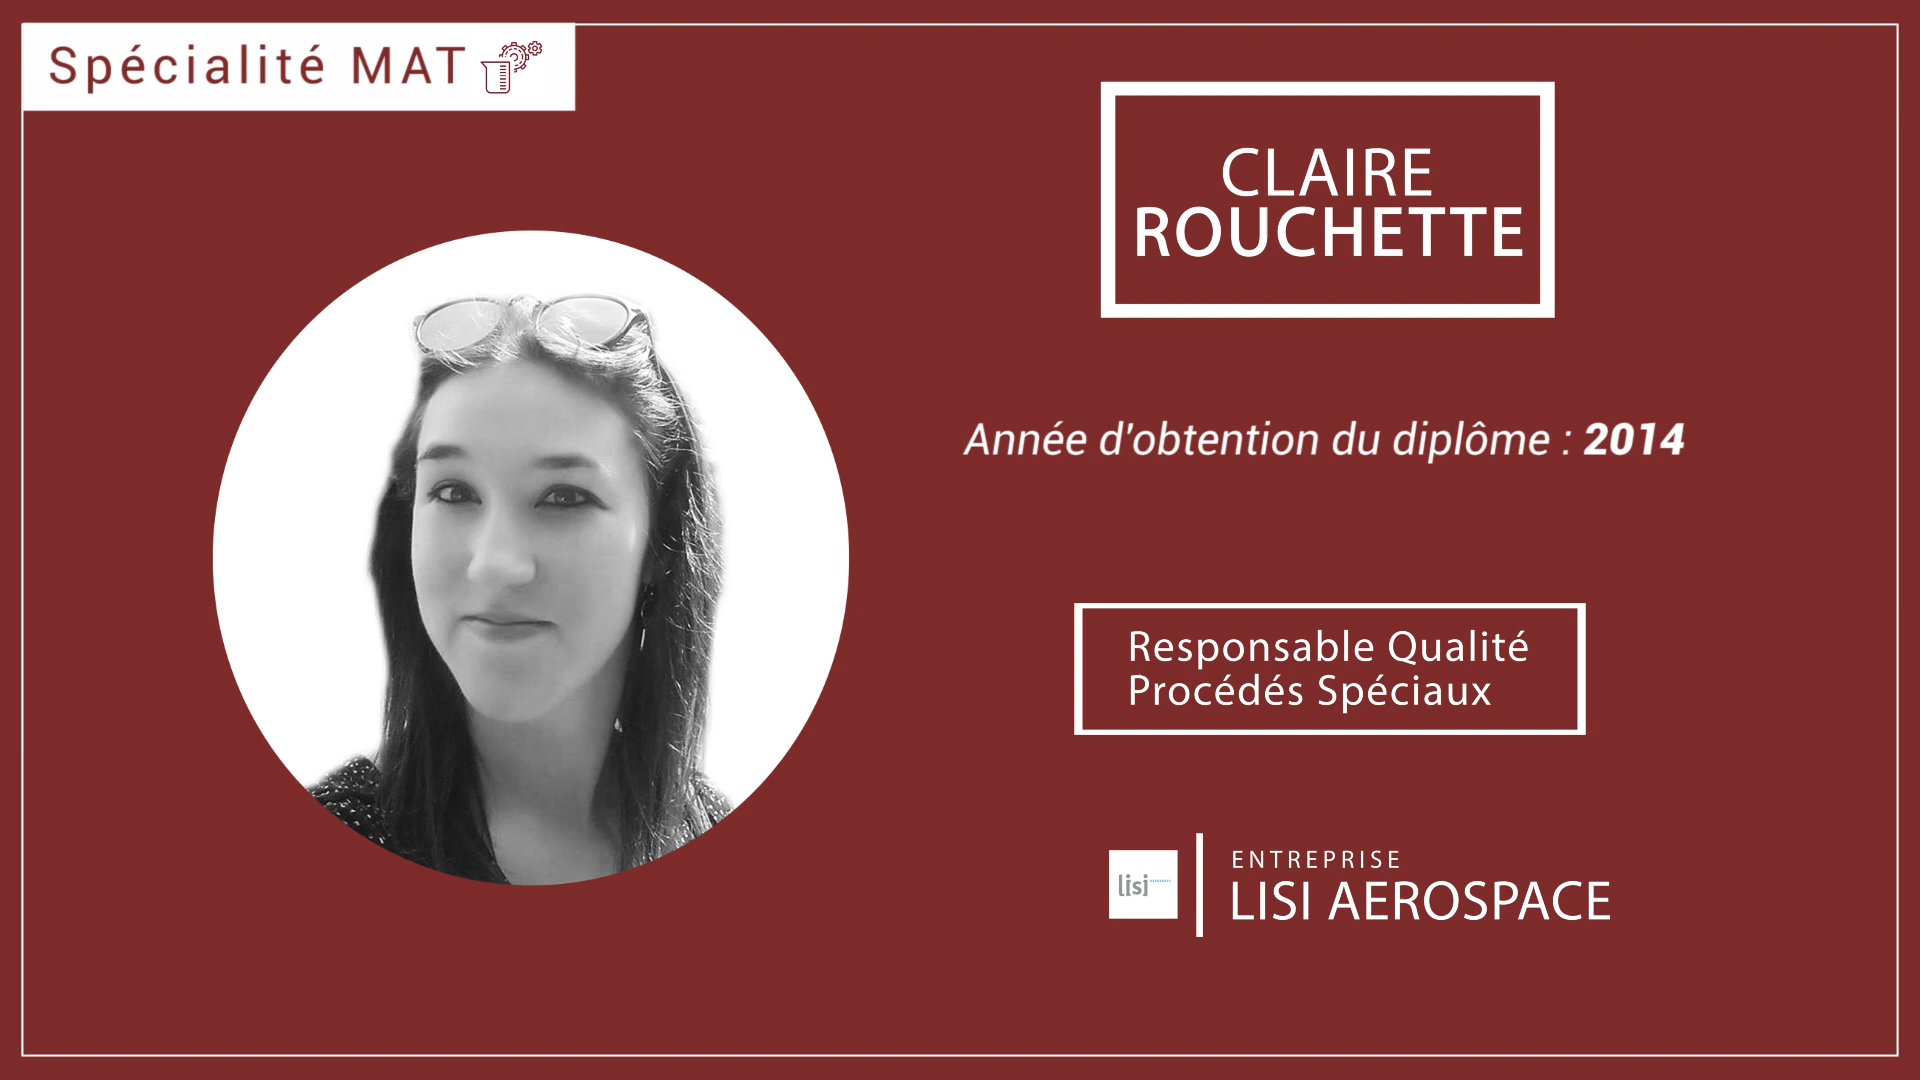 Spécialité MAT
CLAIRE
ROUCHETTE
Année d'obtention du diplôme : 2014
Responsable Qualité
Procédés Spéciaux
lisi
ENTREPRISE
LISI AEROSPACE